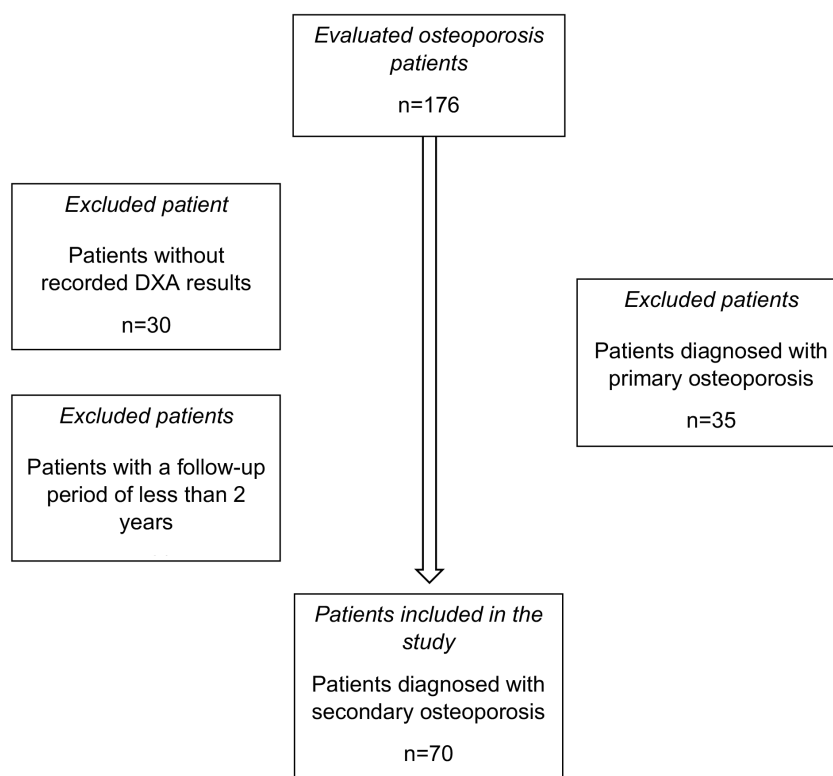 Evaluated osteoporosis
patients
n=176
Excluded patient
Patients without
recorded DXA results
n=30
Excluded patients
Patients diagnosed with
primary osteoporosis
n=35
Excluded patients
Patients with a follow-up
period of less than 2
years
Patients included in the
study
Patients diagnosed with
secondary osteoporosis
n=70